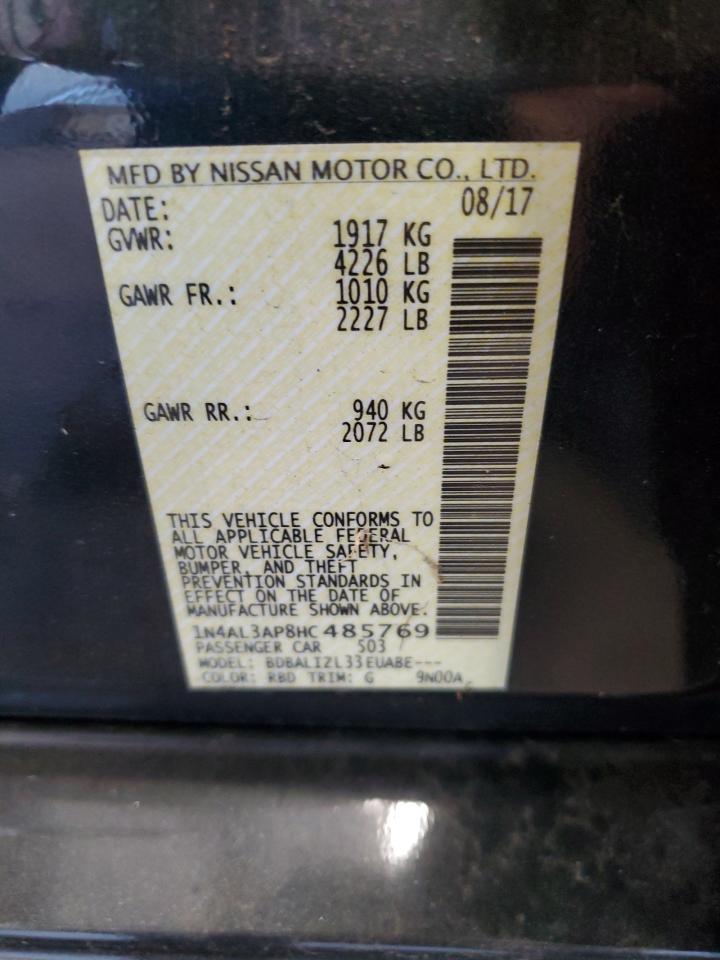 MFD BY NISSAN MOTOR CO., LTD.
DATE: 08/17
GVWR: 1917 KG
4226 LB
GAWR FR.: 1010 KG
2227 LB
GAWR RR.: 940 KG
2072 LB
THIS VEHICLE CONFORMS TO
ALL APPLICABLE FEDERAL
MOTOR VEHICLE SAFETY,
BUMPER, AND THEFT
PREVENTION STANDARDS IN
EFFECT ON THE DATE OF
MANUFACTURE SHOWN ABOVE.
1N4AL3AP8HC 485769
PASSENGER CAR 503
MODEL: BDBALIZL33EUABE---
COLOR: RBD TRIM: G 9N00A